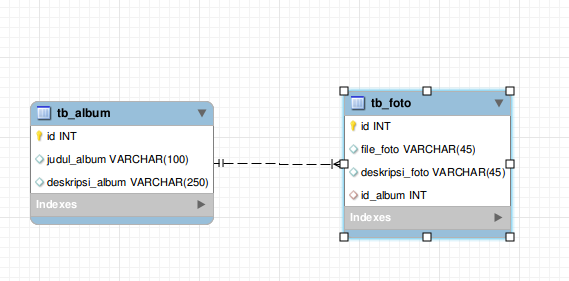 tb_album
id INT
judul_album VARCHAR(100)
deskripsi_album VARCHAR(250)
Indexes
tb_foto
id INT
file_foto VARCHAR(45)
deskripsi_foto VARCHAR(45)
id_album INT
Indexes